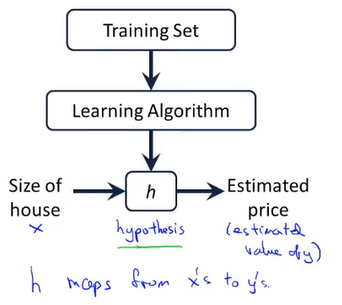 Training Set
Learning Algorithm
Size of
house
x
h
hypothesis
Estimated
price
(estimated
value of y)
h maps from x's to y's.